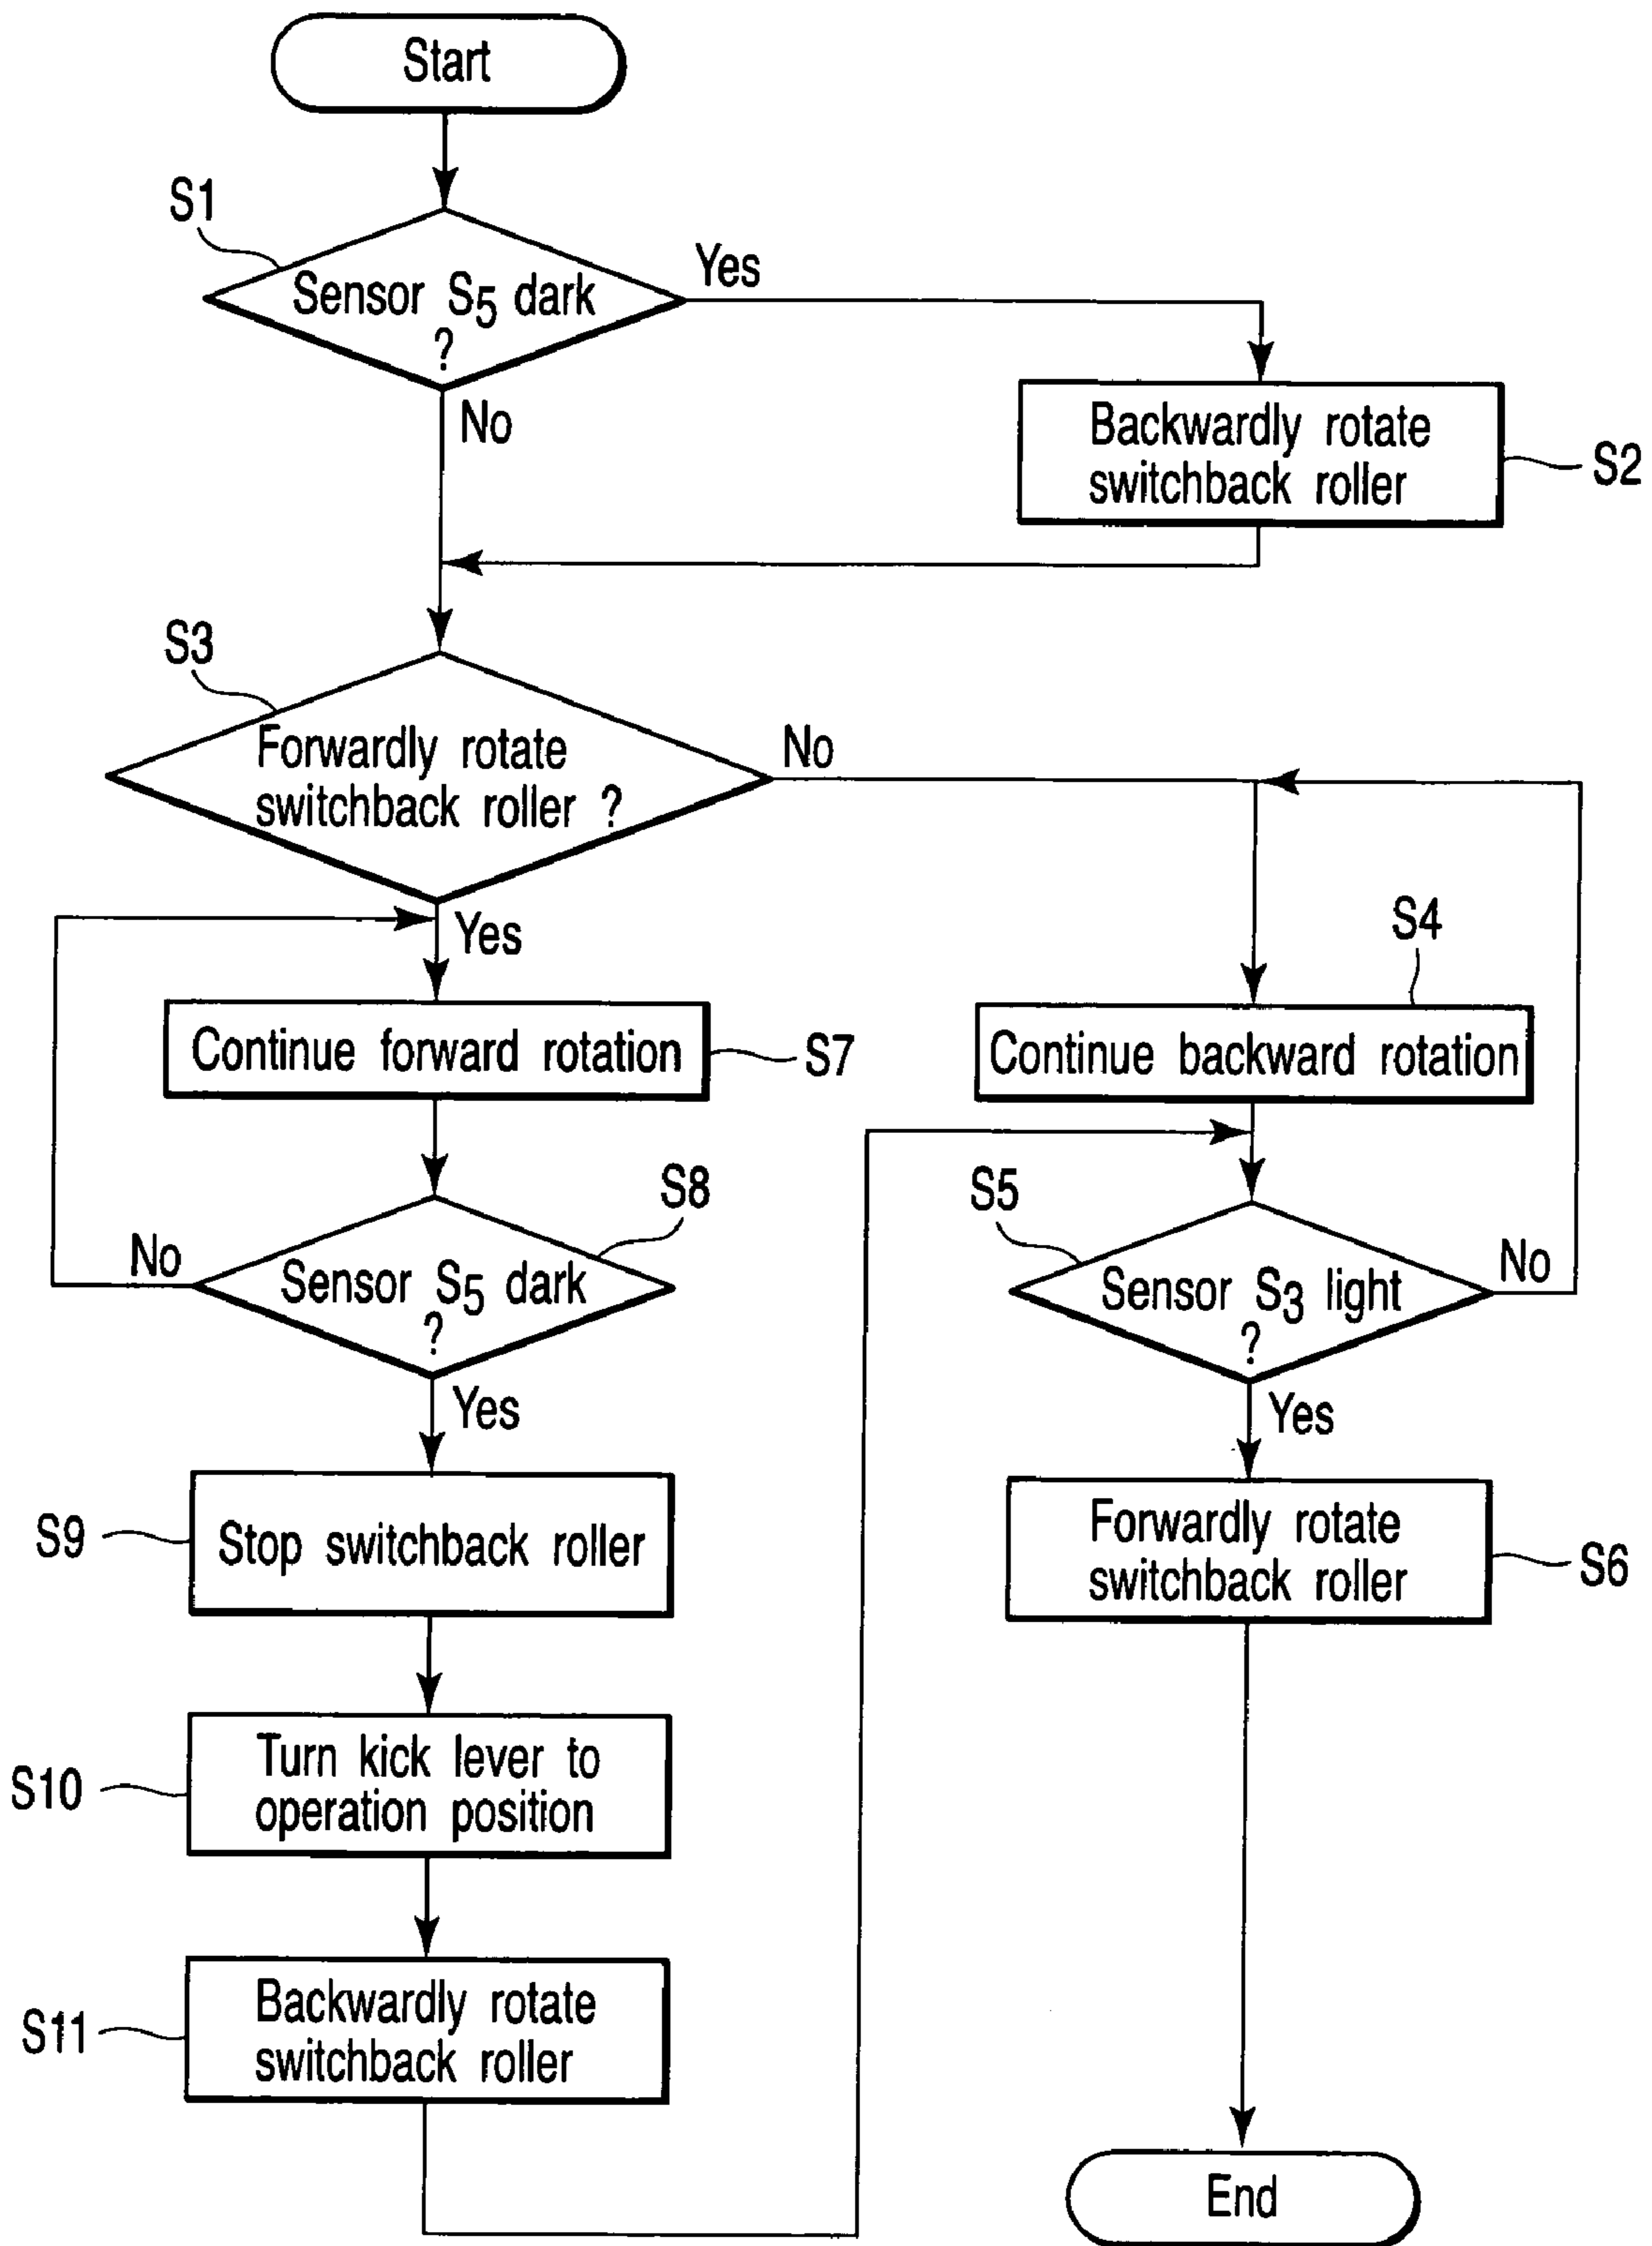 Start
S1
Sensor S5 dark
?
Yes
No
Backwardly rotate
switchback roller
S2
S3
Forwardly rotate
switchback roller ?
No
Yes
S4
Continue forward rotation
S7
Continue backward rotation
S8
S5
No
Sensor S5 dark
?
Sensor S3 light
?
No
Yes
Yes
S9
Stop switchback roller
Forwardly rotate
switchback roller
S6
S10
Turn kick lever to
operation position
S11
Backwardly rotate
switchback roller
End